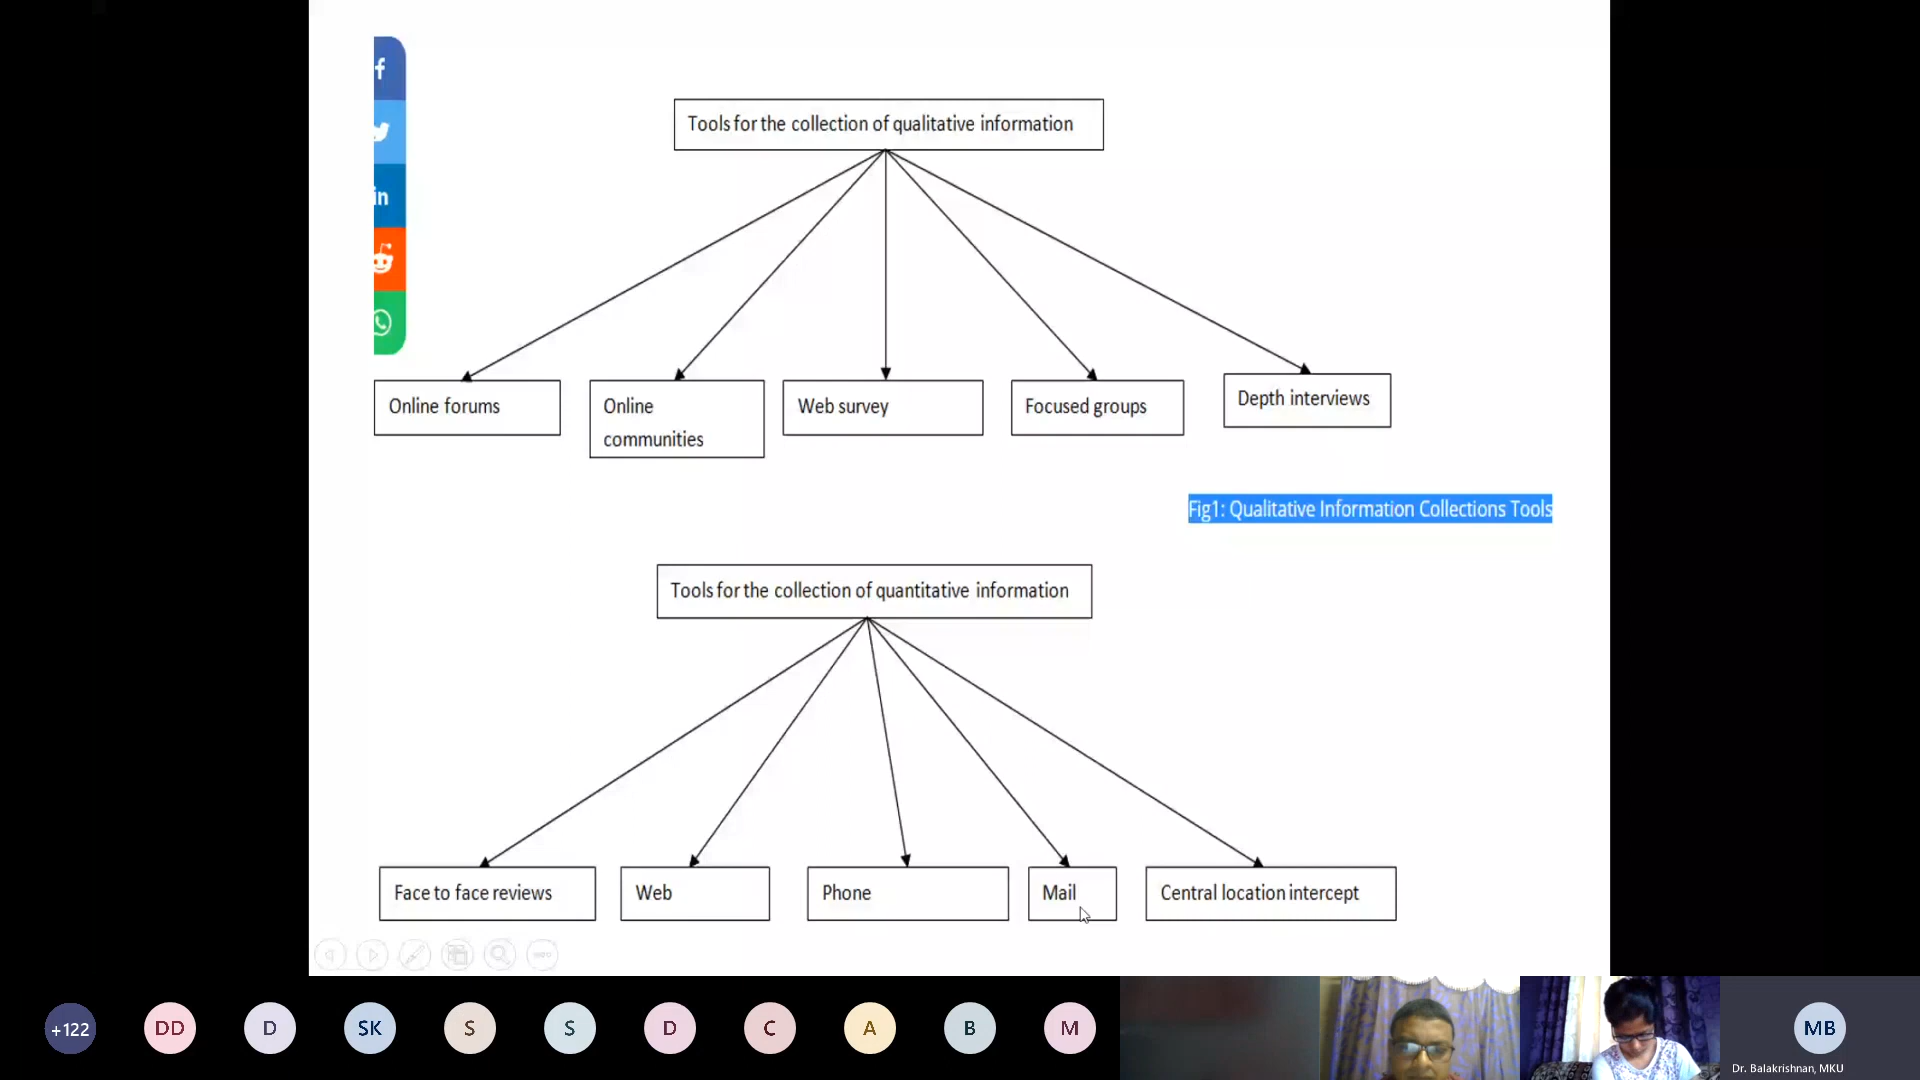 f
in
Tools for the collection of qualitative information
Online forums
Online
communities
Web survey
Focused groups
Depth interviews
Fig1: Qualitative Information Collections Tools
Tools for the collection of quantitative information
Face to face reviews
Web
Phone
Mail
Central location intercept
+122
DD
D
SK
S
S
D
C
A
B
M
MB
Dr. Balakrishnan, MKU